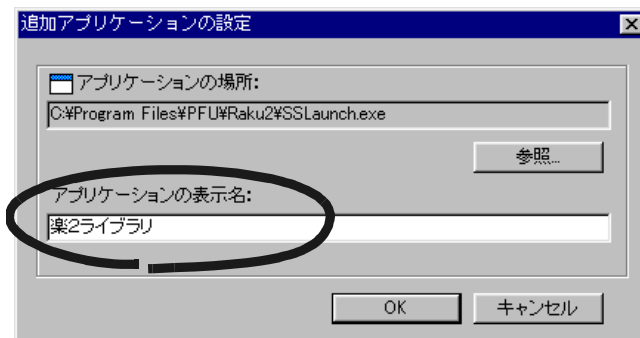 追加アプリケーションの設定
アプリケーションの場所:
C:¥Program Files¥PFU¥Raku2¥SSLaunch.exe
参照...
アプリケーションの表示名:
楽2ライブラリ
OK
キャンセル